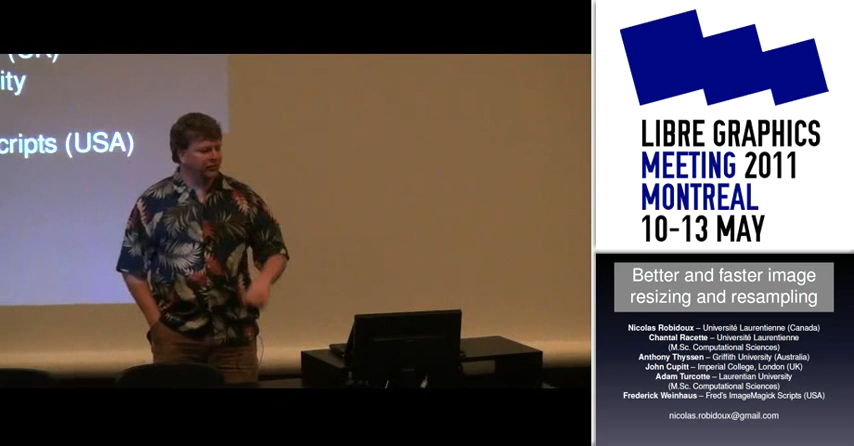 (UK)
ity
cripts (USA)
LIBRE GRAPHICS
MEETING 2011
MONTREAL
10-13 MAY
Better and faster image
resizing and resampling
Nicolas Robidoux – Université Laurentienne (Canada)
Chantal Racette – Université Laurentienne
(M.Sc. Computational Sciences)
Anthony Thyssen – Griffith University (Australia)
John Cupitt – Imperial College, London (UK)
Adam Turcotte – Laurentian University
(M.Sc. Computational Sciences)
Frederick Weinhaus – Fred's ImageMagick Scripts (USA)
nicolas.robidoux@gmail.com